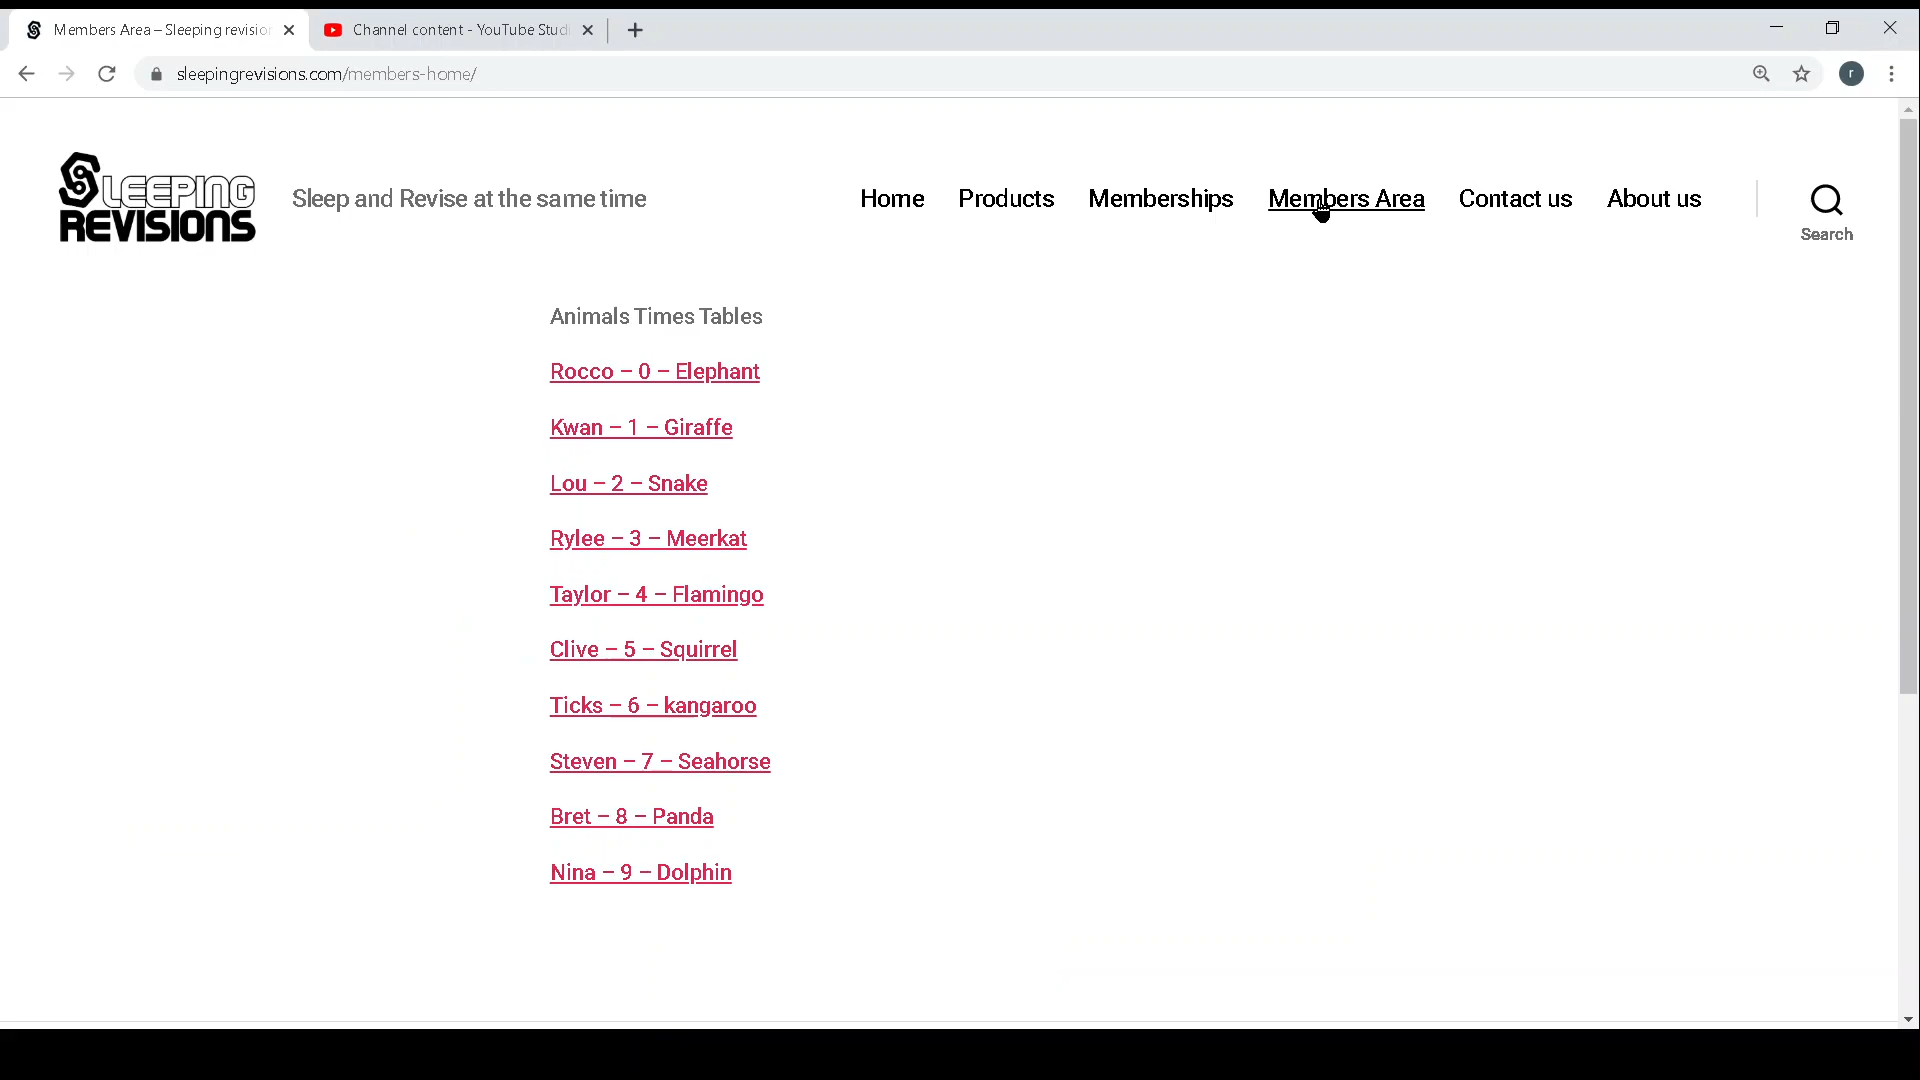 Members Area – Sleeping revisio
Channel content - YouTube Stud
sleepingrevisions.com/members-home/
r
SLEEPING
REVISIONS
Sleep and Revise at the same time
Home
Products
Memberships
Members Area
Contact us
About us
Search
Animals Times Tables
Rocco – 0 – Elephant
Kwan – 1 – Giraffe
Lou – 2 – Snake
Rylee – 3 – Meerkat
Taylor – 4 – Flamingo
Clive – 5 – Squirrel
Ticks – 6 – kangaroo
Steven – 7 – Seahorse
Bret – 8 – Panda
Nina – 9 – Dolphin